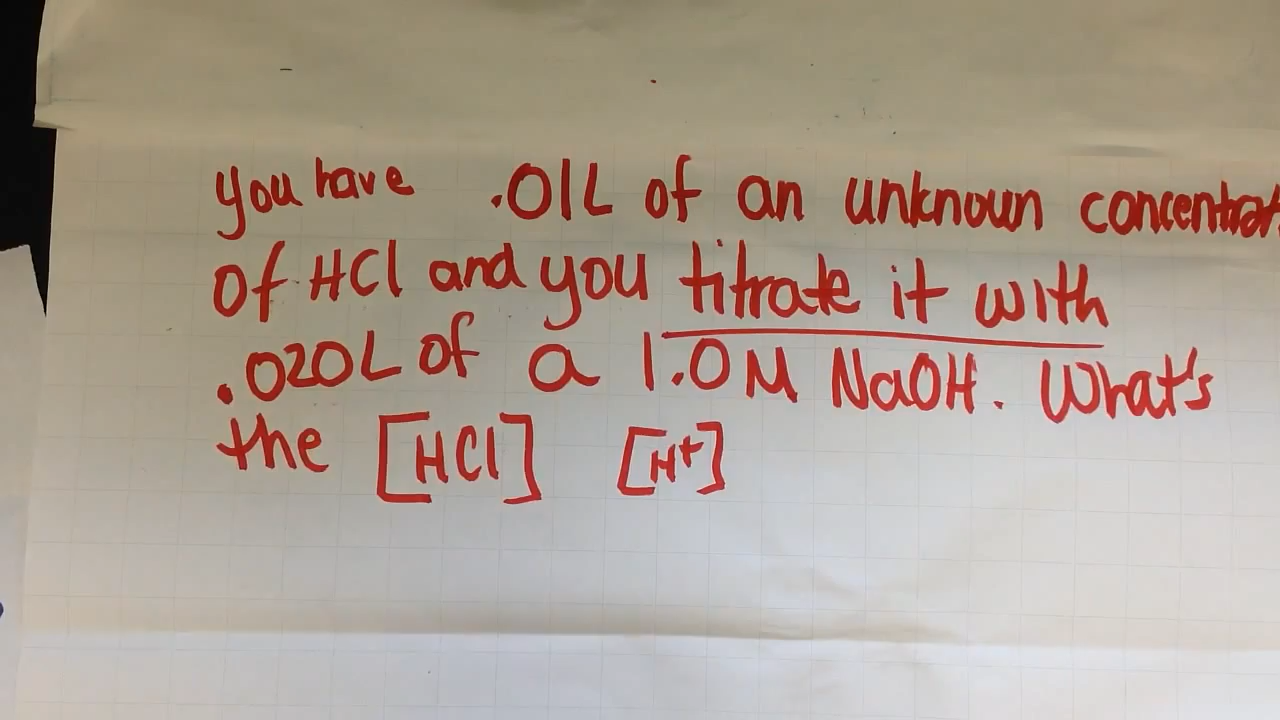 you have .01L of an unknown concentrat
of HCl and you titrate it with
.020L of a 1.0M NaOH. What's
the [HCl] [H+]